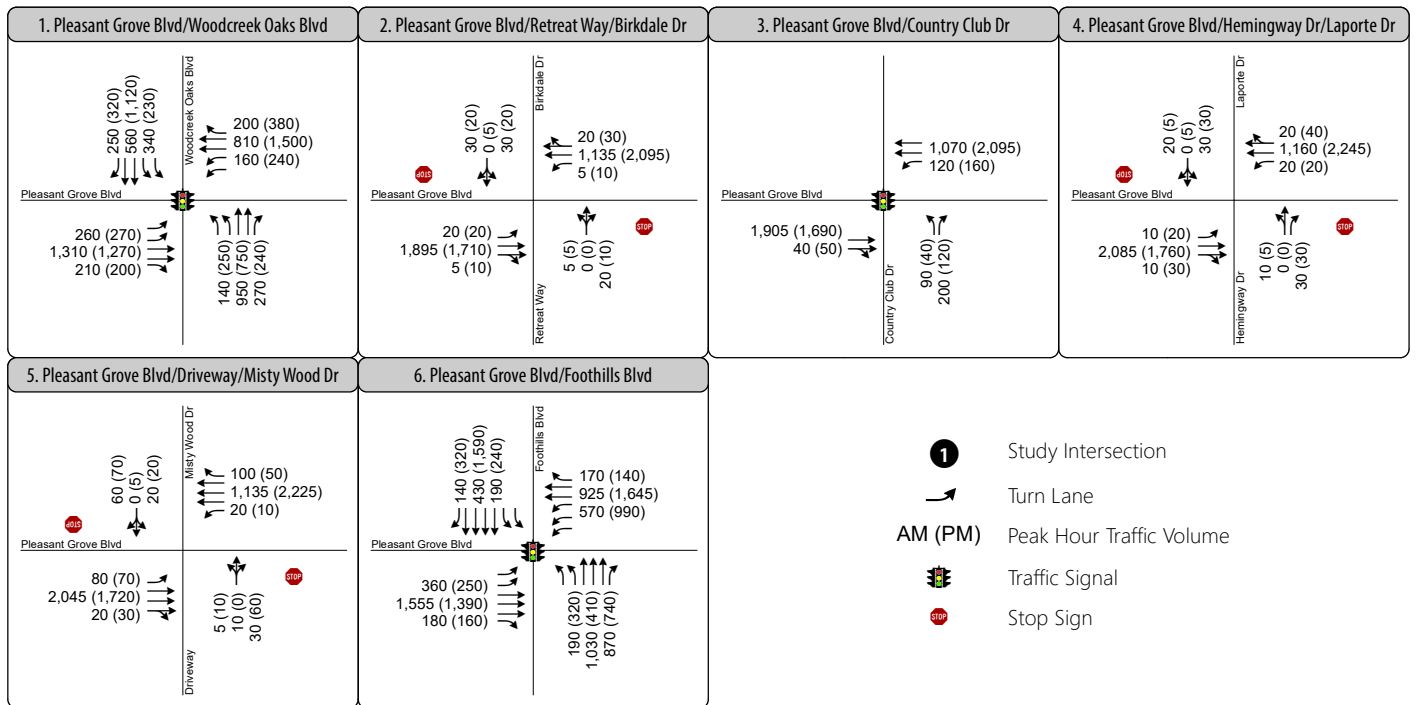 1. Pleasant Grove Blvd/Woodcreek Oaks Blvd
250 (320)
560 (1,120)
340 (230)
Woodcreek Oaks Blvd
200 (380)
810 (1,500)
160 (240)
Pleasant Grove Blvd
260 (270)
1,310 (1,270)
210 (200)
140 (250)
950 (750)
270 (240)
2. Pleasant Grove Blvd/Retreat Way/Birkdale Dr
30 (20)
0 (5)
30 (20)
Birkdale Dr
20 (30)
1,135 (2,095)
5 (10)
STOP
Pleasant Grove Blvd
STOP
20 (20)
1,895 (1,710)
5 (10)
Retreat Way
5 (5)
0 (0)
20 (10)
3. Pleasant Grove Blvd/Country Club Dr
1,070 (2,095)
120 (160)
Pleasant Grove Blvd
1,905 (1,690)
40 (50)
Country Club Dr
90 (40)
200 (120)
4. Pleasant Grove Blvd/Hemingway Dr/Laporte Dr
20 (5)
0 (5)
30 (30)
Laporte Dr
20 (40)
1,160 (2,245)
20 (20)
STOP
Pleasant Grove Blvd
STOP
10 (20)
2,085 (1,760)
10 (30)
Hemingway Dr
10 (5)
0 (0)
30 (30)
5. Pleasant Grove Blvd/Driveway/Misty Wood Dr
60 (70)
0 (5)
20 (20)
Misty Wood Dr
100 (50)
1,135 (2,225)
20 (10)
STOP
Pleasant Grove Blvd
STOP
80 (70)
2,045 (1,720)
20 (30)
Driveway
5 (10)
10 (0)
30 (60)
6. Pleasant Grove Blvd/Foothills Blvd
140 (320)
430 (1,590)
190 (240)
Foothills Blvd
170 (140)
925 (1,645)
570 (990)
Pleasant Grove Blvd
360 (250)
1,555 (1,390)
180 (160)
190 (320)
1,030 (410)
870 (740)
1 Study Intersection
Turn Lane
AM (PM) Peak Hour Traffic Volume
Traffic Signal
STOP Stop Sign